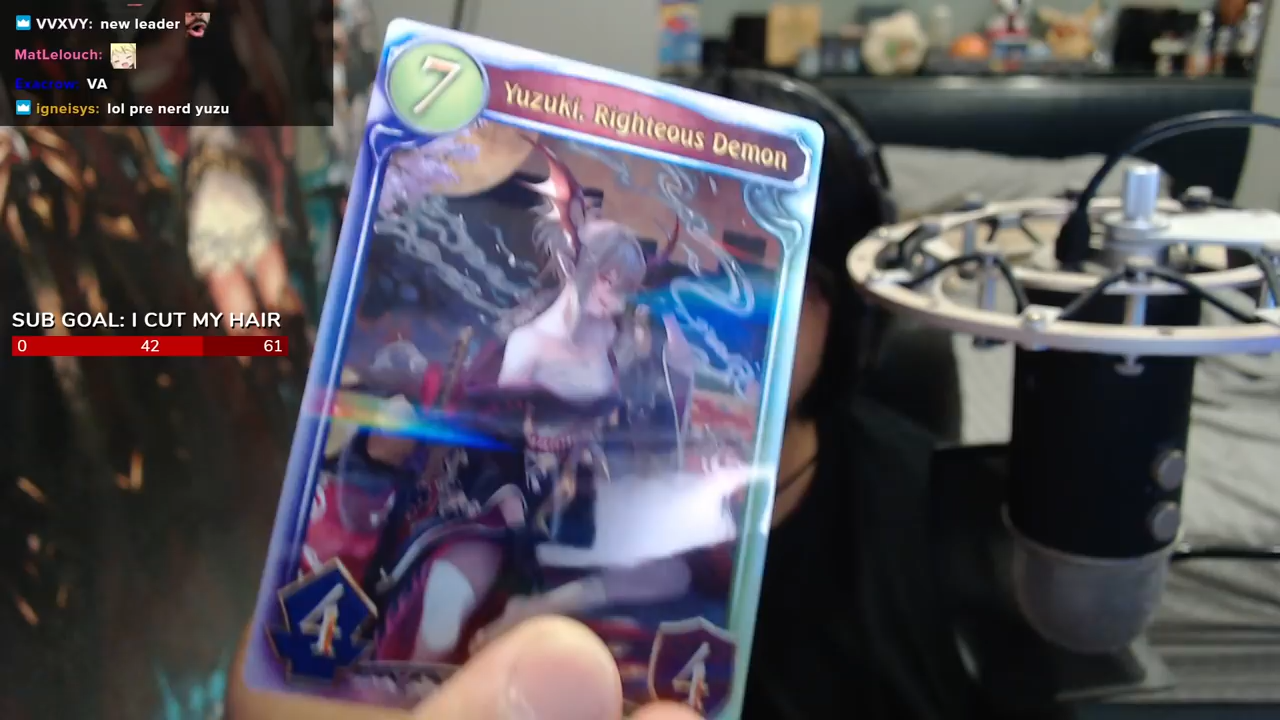 VVXVY: new leader
MatLelouch:
Exacrow: VA
igneisys: lol pre nerd yuzu
7
Yuzuki, Righteous Demon
SUB GOAL: I CUT MY HAIR
0 42 61
4
4